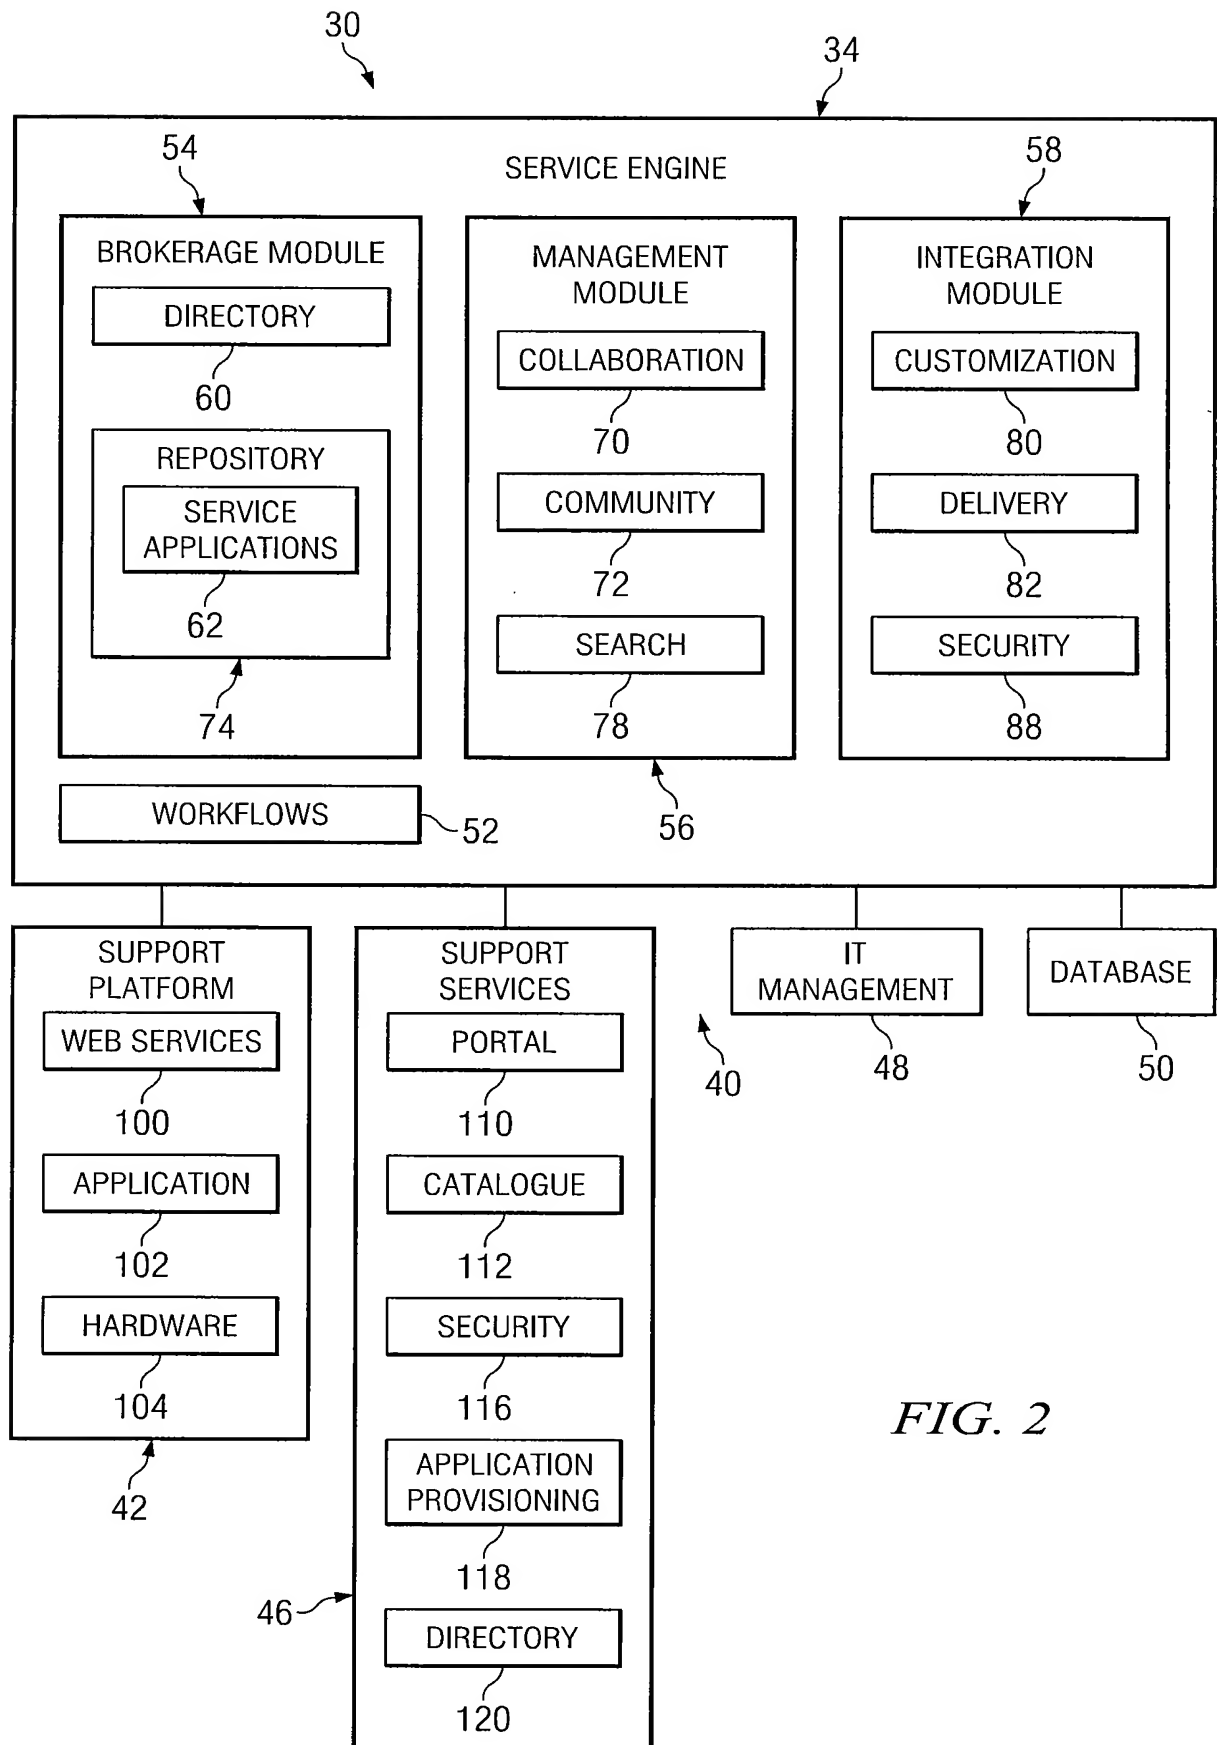 30
34
54
SERVICE ENGINE
58
BROKERAGE MODULE
DIRECTORY
60
REPOSITORY
SERVICE
APPLICATIONS
62
74
MANAGEMENT
MODULE
COLLABORATION
70
COMMUNITY
72
SEARCH
78
56
INTEGRATION
MODULE
CUSTOMIZATION
80
DELIVERY
82
SECURITY
88
WORKFLOWS
52
SUPPORT
PLATFORM
WEB SERVICES
100
APPLICATION
102
HARDWARE
104
42
SUPPORT
SERVICES
PORTAL
110
CATALOGUE
112
SECURITY
116
APPLICATION
PROVISIONING
118
46
DIRECTORY
120
40
IT
MANAGEMENT
48
DATABASE
50
FIG. 2